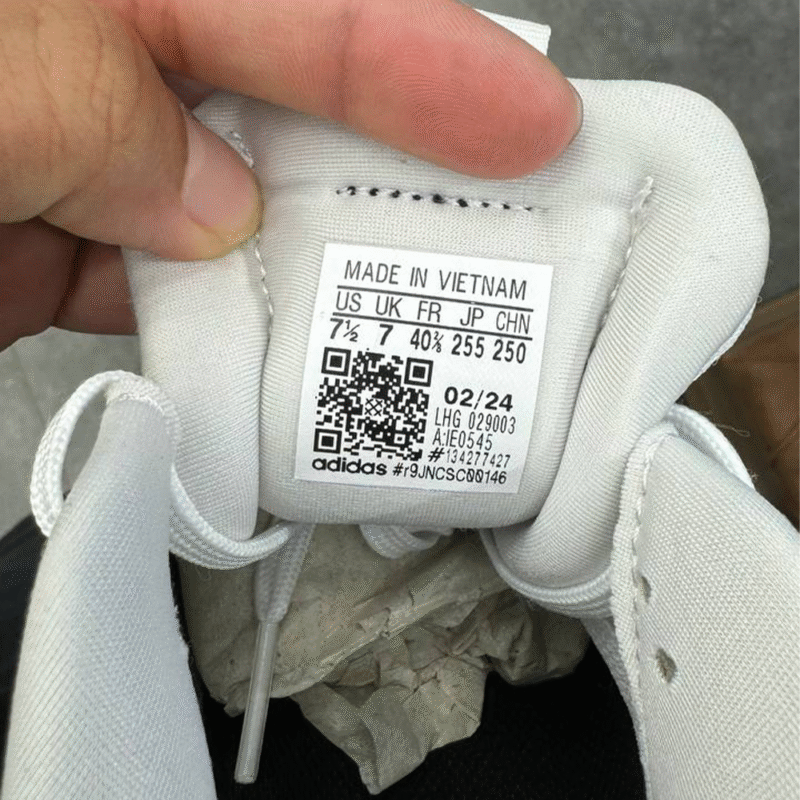 MADE IN VIETNAM
US UK FR JP CHN
7½ 7 40⅔ 255 250
02/24
LHG 029003
A:IE0545
#134277427
adidas #r9JNCSC00146